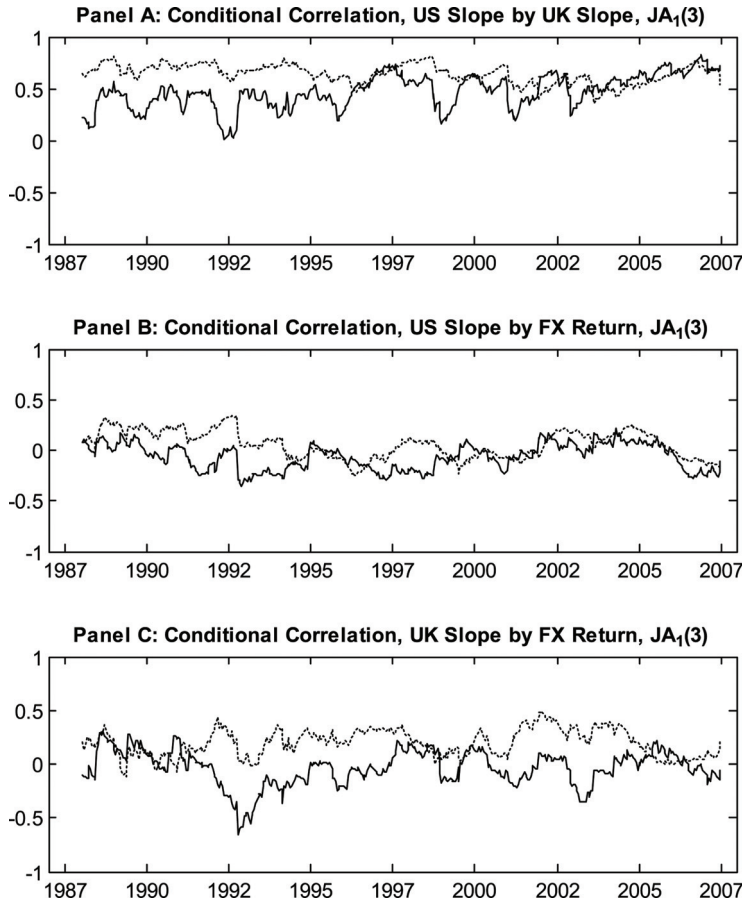 Panel A: Conditional Correlation, US Slope by UK Slope, JA₁(3)
1
0.5
0
-0.5
-1
1987 1990 1992 1995 1997 2000 2002 2005 2007
Panel B: Conditional Correlation, US Slope by FX Return, JA₁(3)
1
0.5
0
-0.5
-1
1987 1990 1992 1995 1997 2000 2002 2005 2007
Panel C: Conditional Correlation, UK Slope by FX Return, JA₁(3)
1
0.5
0
-0.5
-1
1987 1990 1992 1995 1997 2000 2002 2005 2007